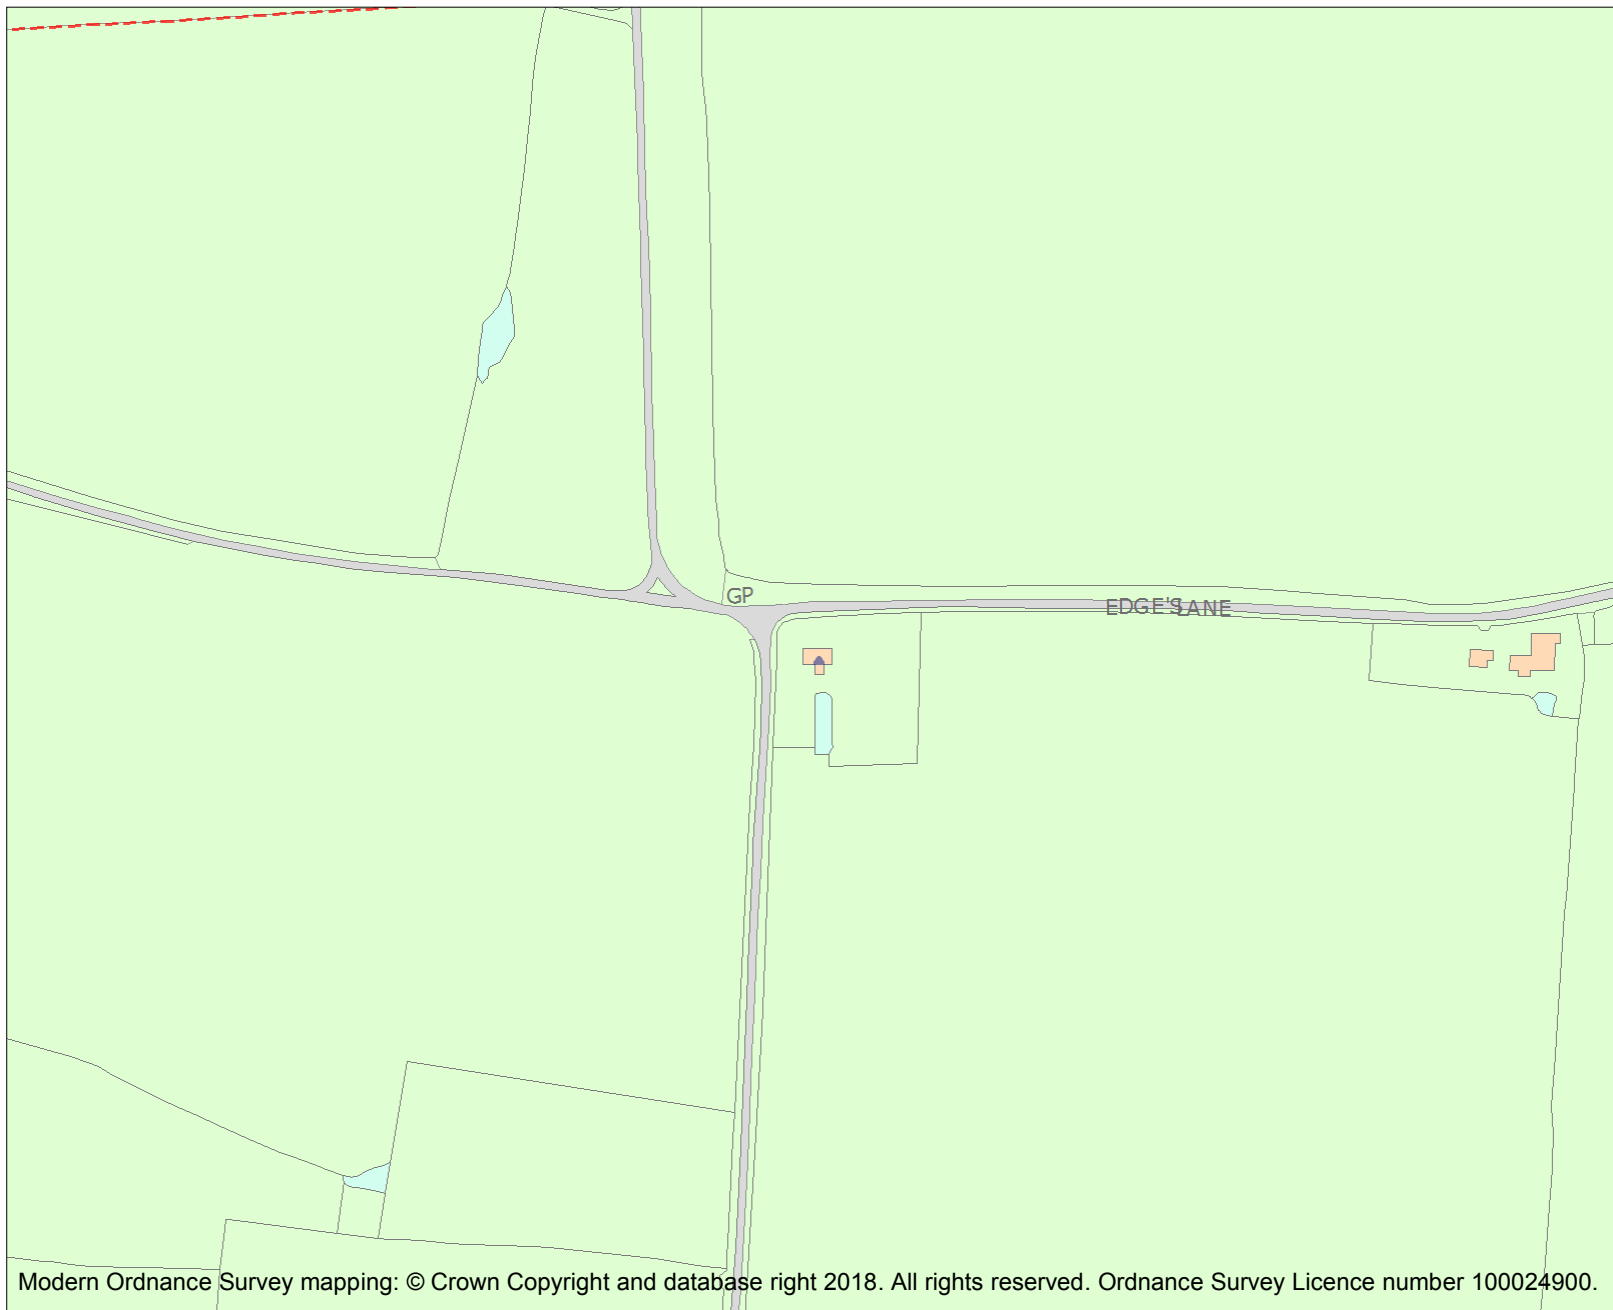 GP
EDGE'S LANE
Modern Ordnance Survey mapping: © Crown Copyright and database right 2018. All rights reserved. Ordnance Survey Licence number 100024900.